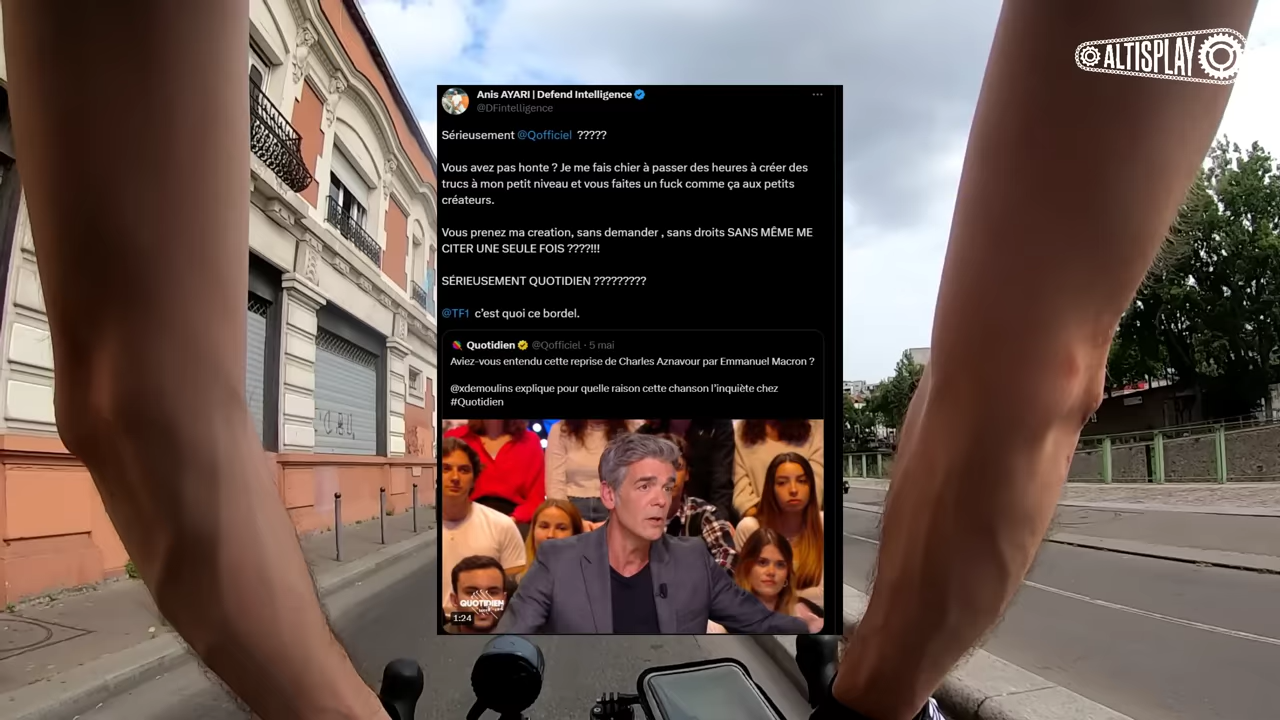 ALTISPLAY
Anis AYARI | Defend Intelligence
@DFintelligence
Sérieusement @Qofficiel ?????
Vous avez pas honte ? Je me fais chier à passer des heures à créer des
trucs à mon petit niveau et vous faites un fuck comme ça aux petits
créateurs.
Vous prenez ma creation, sans demander , sans droits SANS MÊME ME
CITER UNE SEULE FOIS ????!!!
SÉRIEUSEMENT QUOTIDIEN ?????????
@TF1 c'est quoi ce bordel.
Quotidien @Qofficiel · 5 mai
Aviez-vous entendu cette reprise de Charles Aznavour par Emmanuel Macron ?
@xdemoulins explique pour quelle raison cette chanson l'inquiète chez
#Quotidien
QUOTIDIEN
1:24